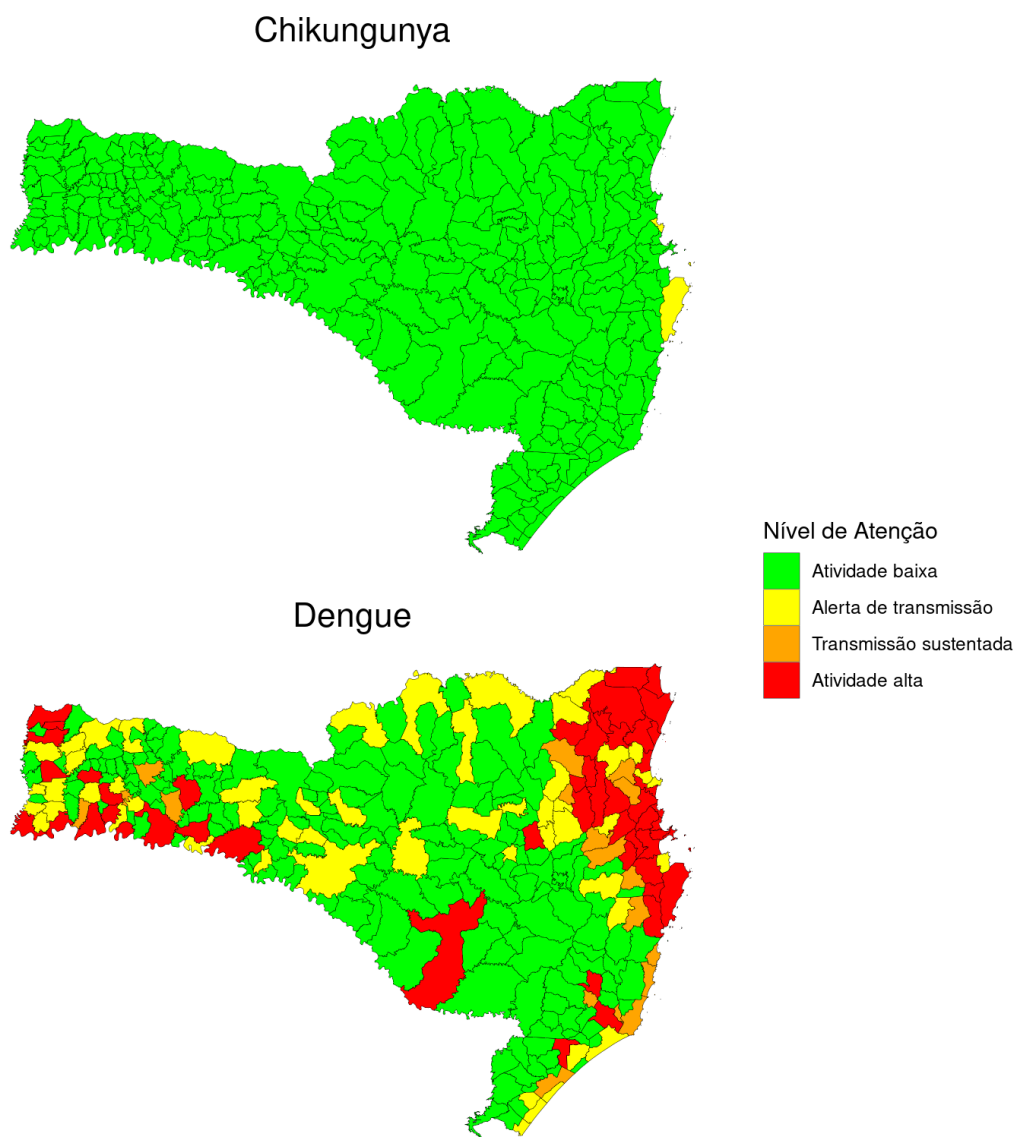 Chikungunya
Nível de Atenção
Atividade baixa
Alerta de transmissão
Transmissão sustentada
Atividade alta
Dengue